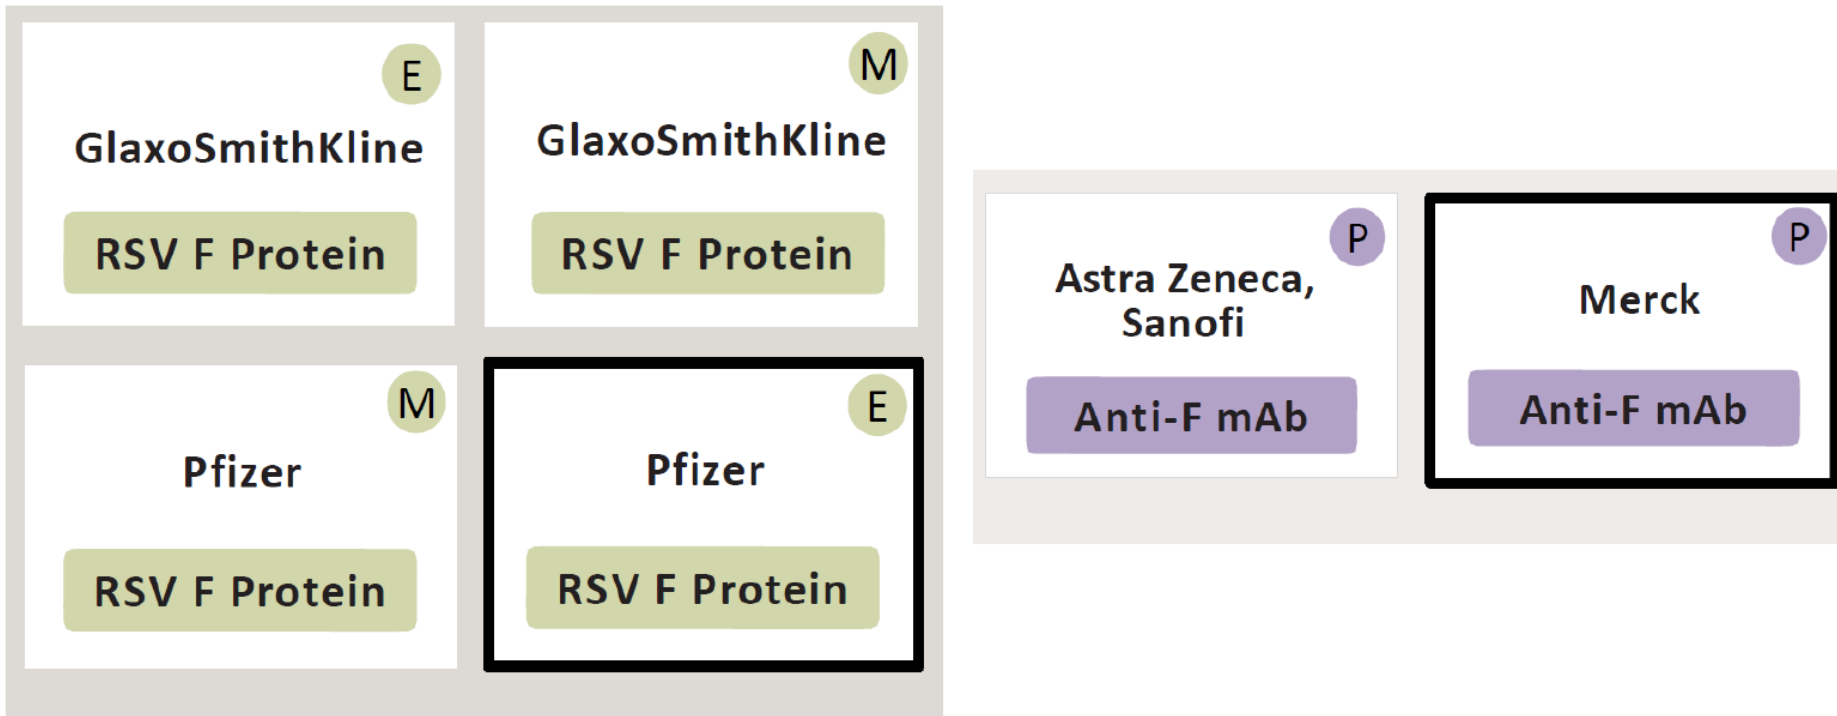 E
GlaxoSmithKline
RSV F Protein
M
GlaxoSmithKline
RSV F Protein
M
Pfizer
RSV F Protein
E
Pfizer
RSV F Protein
P
Astra Zeneca,
Sanofi
Anti-F mAb
P
Merck
Anti-F mAb